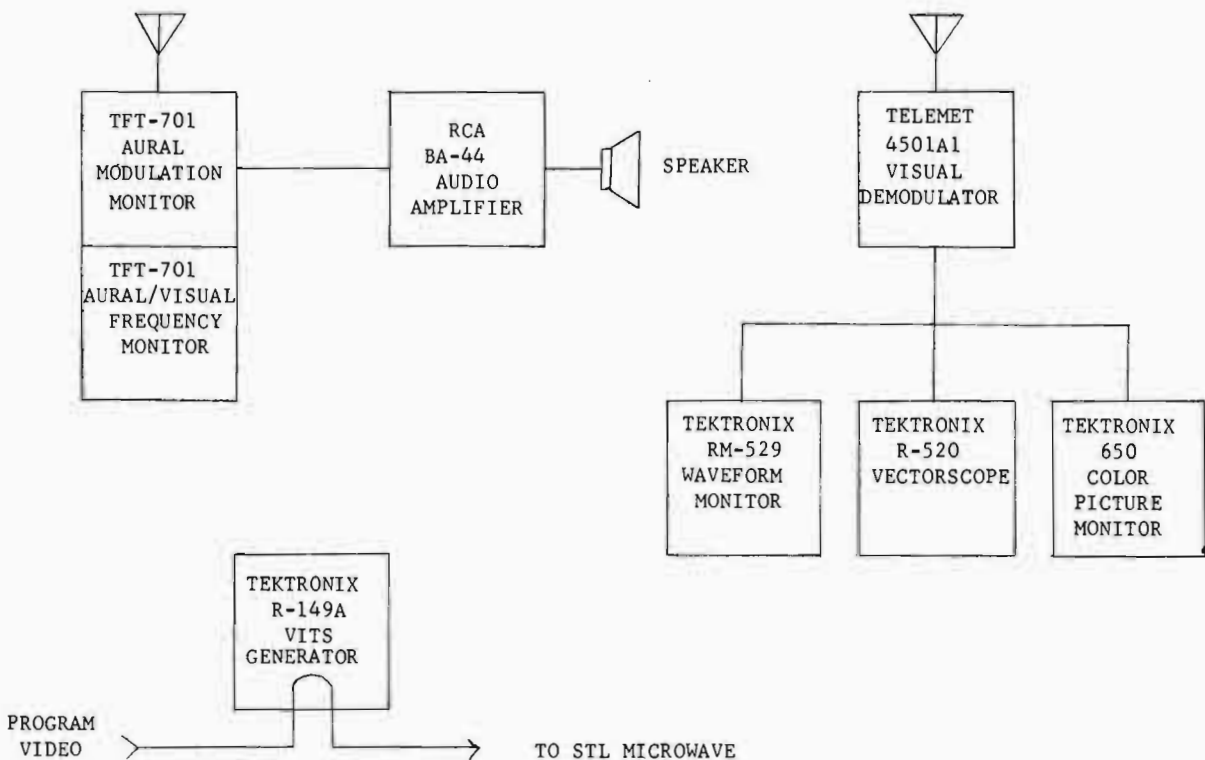 TFT-701
AURAL
MODULATION
MONITOR
TFT-701
AURAL/VISUAL
FREQUENCY
MONITOR
RCA
BA-44
AUDIO
AMPLIFIER
SPEAKER
TELEMET
4501A1
VISUAL
DEMODULATOR
TEKTRONIX
RM-529
WAVEFORM
MONITOR
TEKTRONIX
R-520
VECTORSCOPE
TEKTRONIX
650
COLOR
PICTURE
MONITOR
TEKTRONIX
R-149A
VITS
GENERATOR
PROGRAM
VIDEO
TO STL MICROWAVE